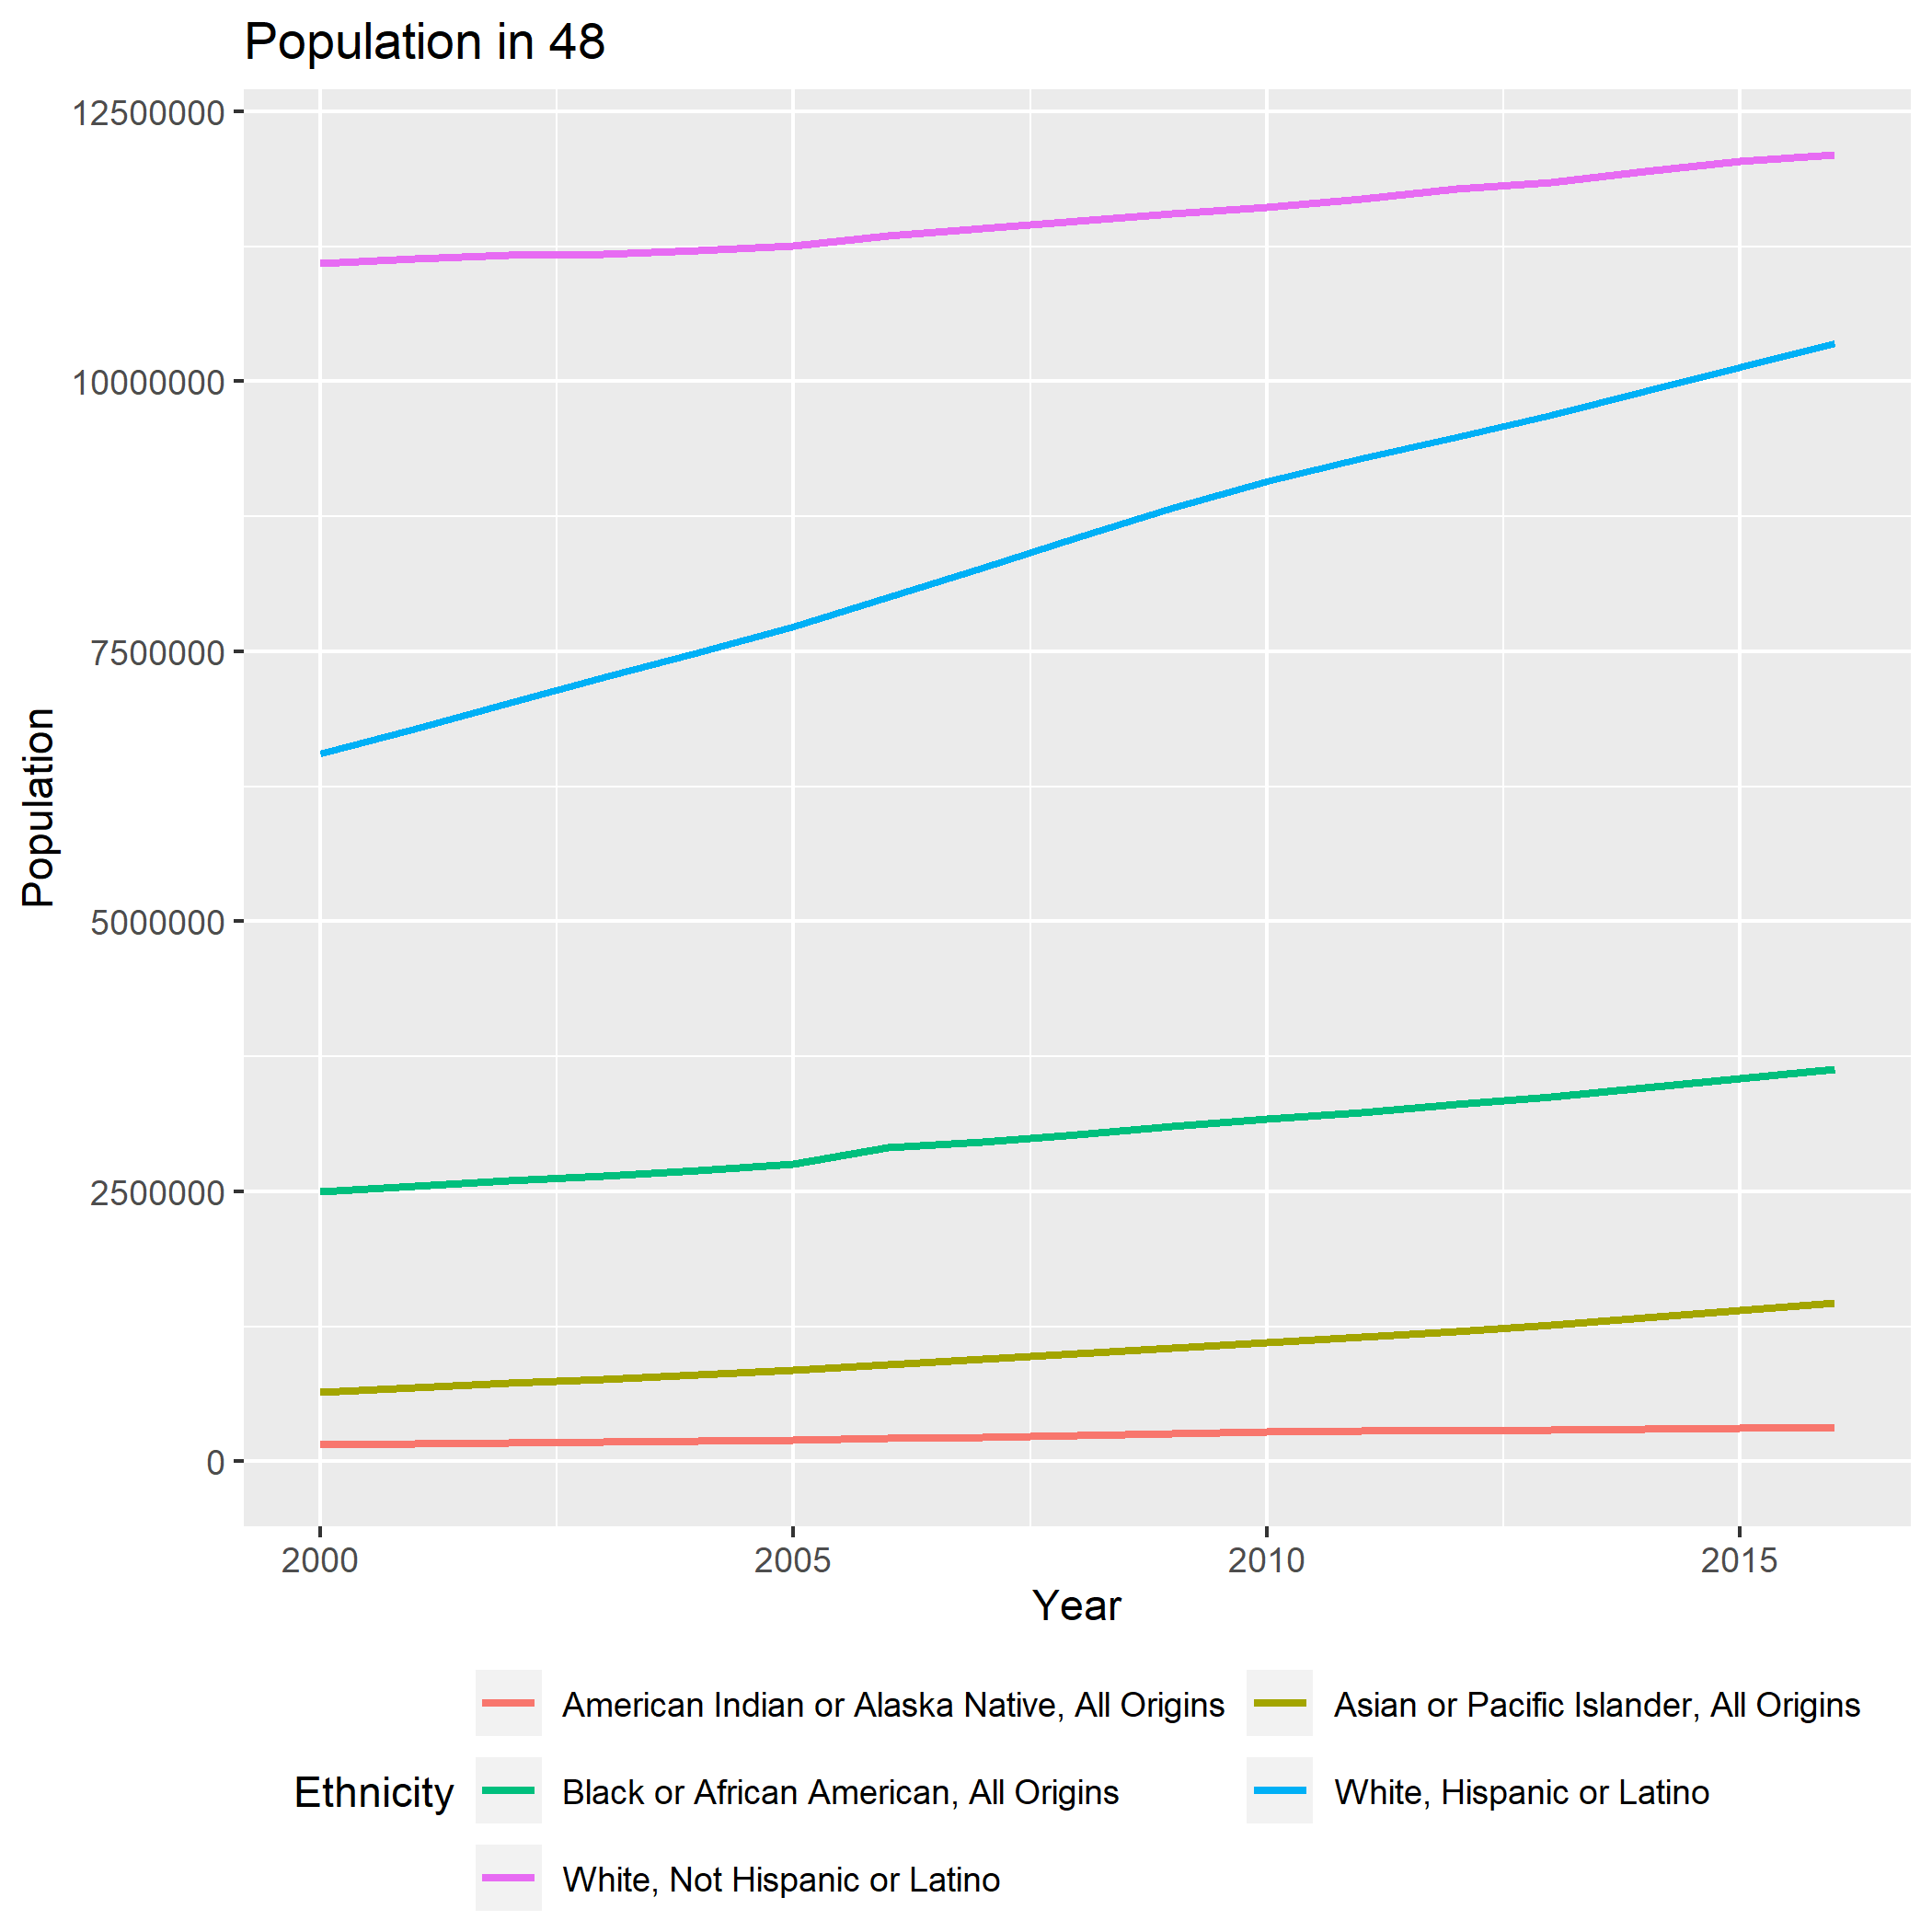 Population in 48
12500000
10000000
7500000
5000000
2500000
0
Population
2000 2005 2010 2015
Year
Ethnicity
American Indian or Alaska Native, All Origins
Asian or Pacific Islander, All Origins
Black or African American, All Origins
White, Hispanic or Latino
White, Not Hispanic or Latino